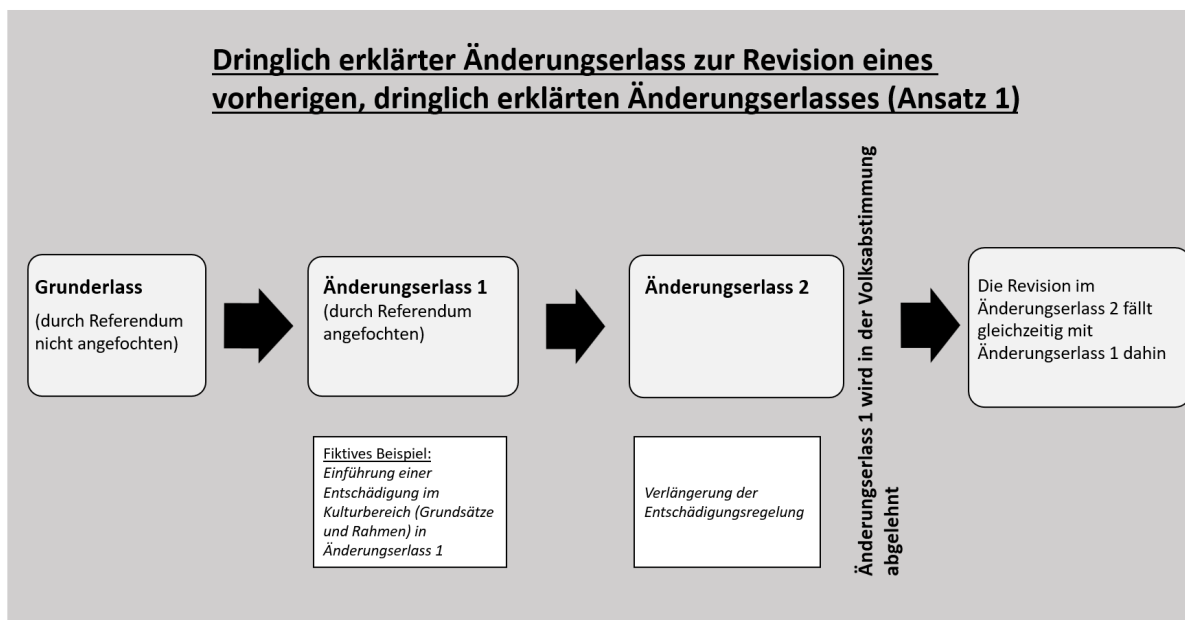 Dringlich erklärter Änderungserlass zur Revision eines
vorherigen, dringlich erklärten Änderungserlasses (Ansatz 1)
Grunderlass
(durch Referendum
nicht angefochten)
Änderungserlass 1
(durch Referendum
angefochten)
Fiktives Beispiel:
Einführung einer
Entschädigung im
Kulturbereich (Grundsätze
und Rahmen) in
Änderungserlass 1
Änderungserlass 2
Verlängerung der
Entschädigungsregelung
Änderungserlass 1 wird in der Volksabstimmung
abgelehnt
Die Revision im
Änderungserlass 2 fällt
gleichzeitig mit
Änderungserlass 1 dahin